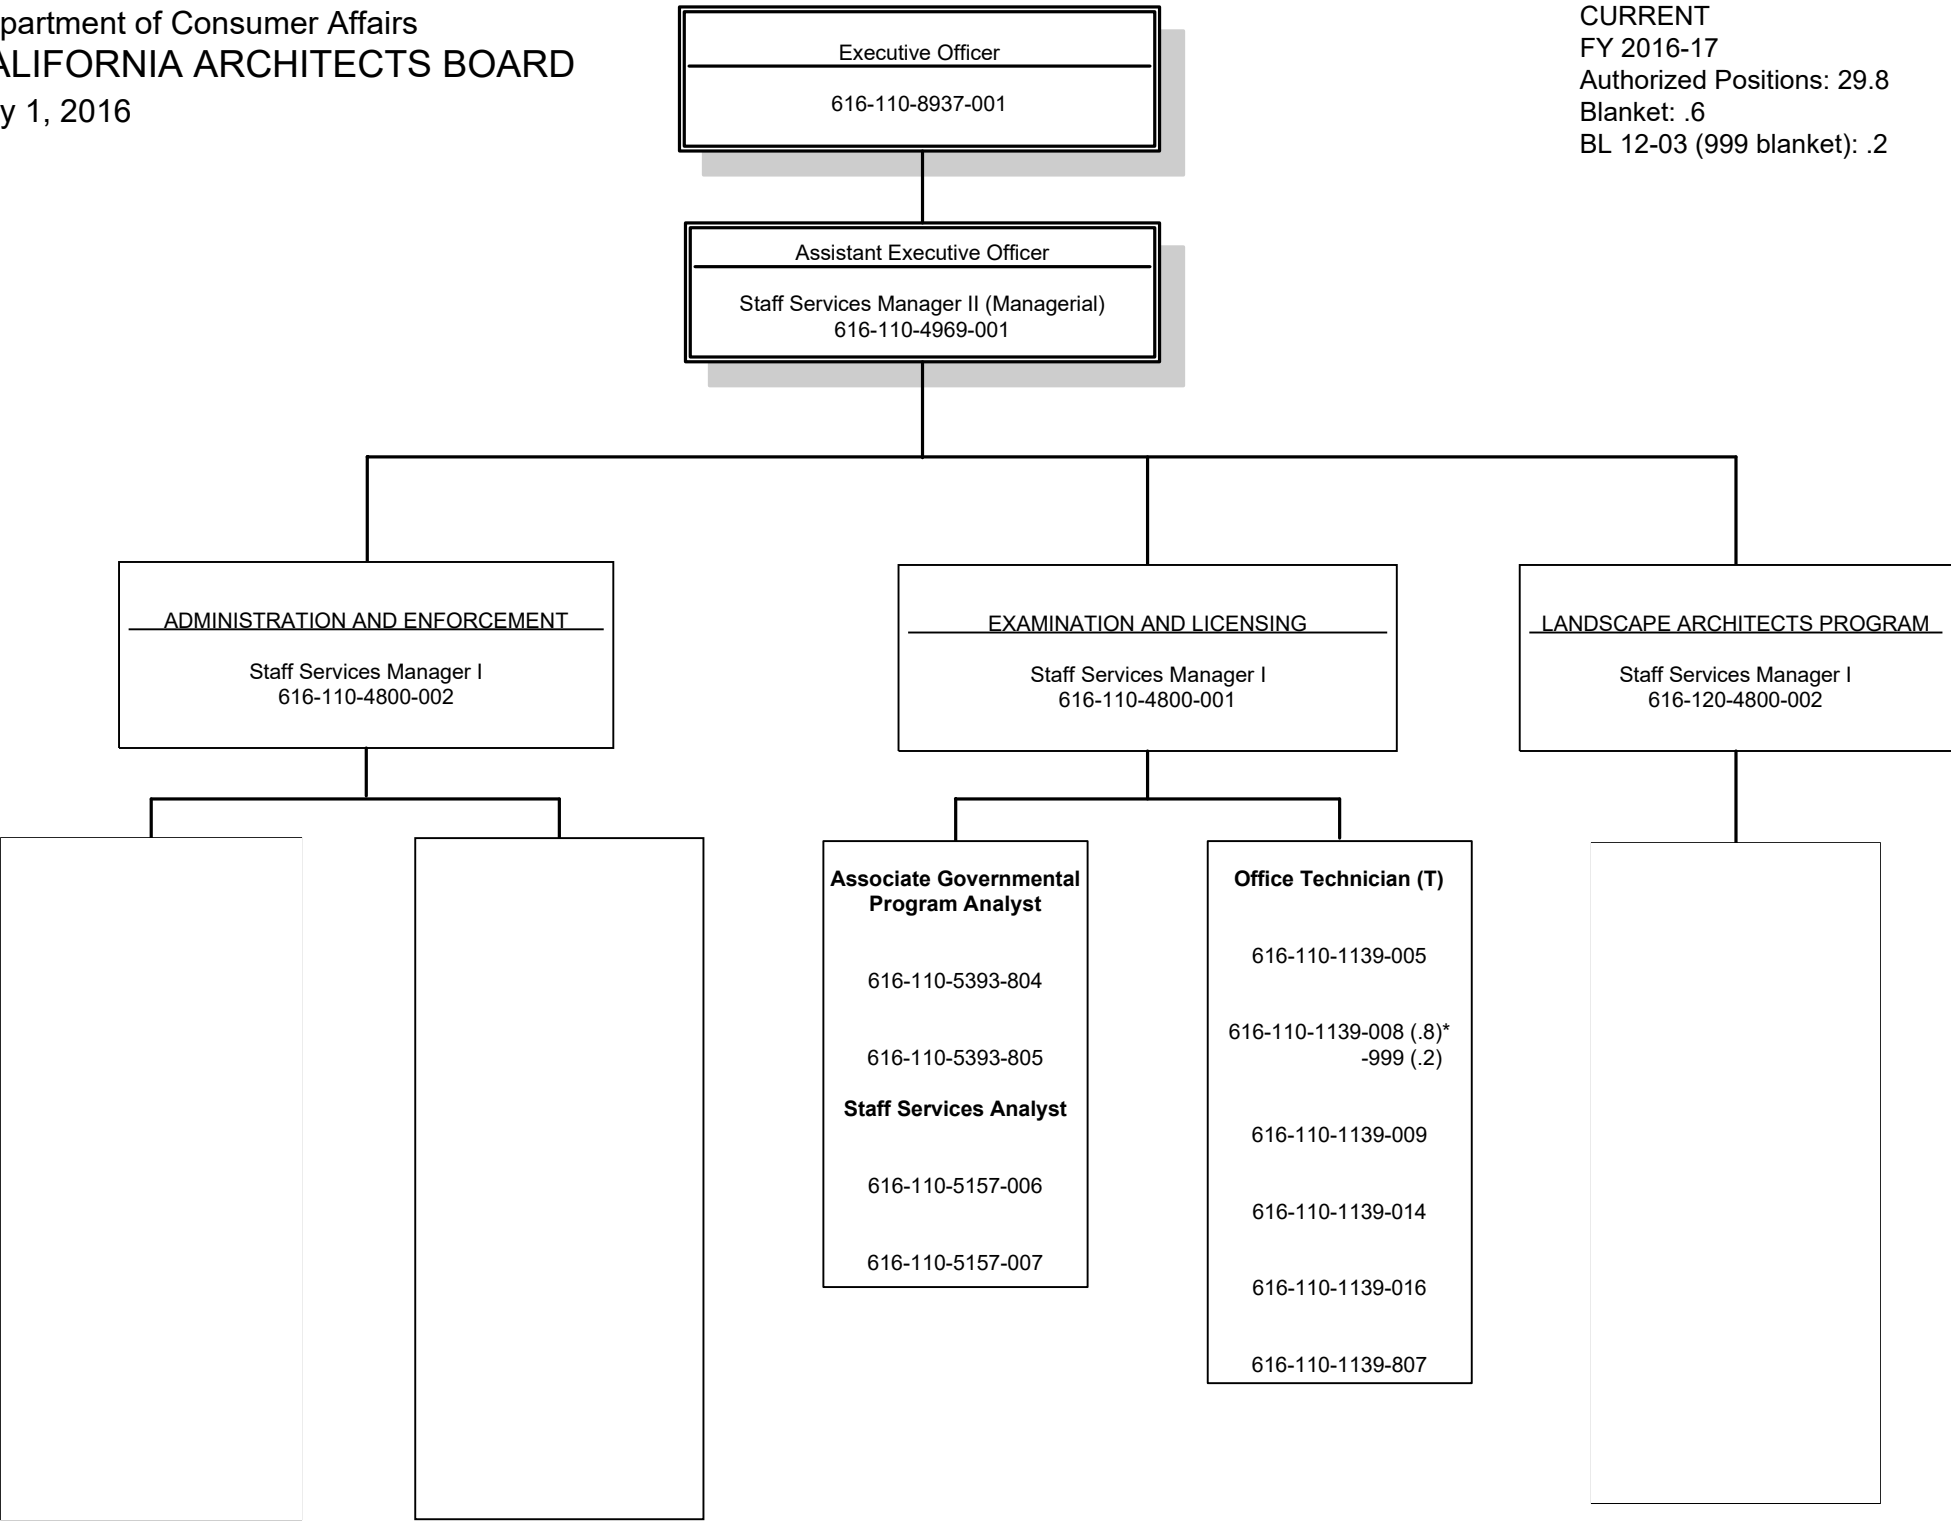 partment of Consumer Affairs
ALIFORNIA ARCHITECTS BOARD
y 1, 2016
CURRENT
FY 2016-17
Authorized Positions: 29.8
Blanket: .6
BL 12-03 (999 blanket): .2
Executive Officer
616-110-8937-001
Assistant Executive Officer
Staff Services Manager II (Managerial)
616-110-4969-001
ADMINISTRATION AND ENFORCEMENT
Staff Services Manager I
616-110-4800-002
EXAMINATION AND LICENSING
Staff Services Manager I
616-110-4800-001
LANDSCAPE ARCHITECTS PROGRAM
Staff Services Manager I
616-120-4800-002
Associate Governmental
Program Analyst
616-110-5393-804
616-110-5393-805
Staff Services Analyst
616-110-5157-006
616-110-5157-007
Office Technician (T)
616-110-1139-005
616-110-1139-008 (.8)*
-999 (.2)
616-110-1139-009
616-110-1139-014
616-110-1139-016
616-110-1139-807